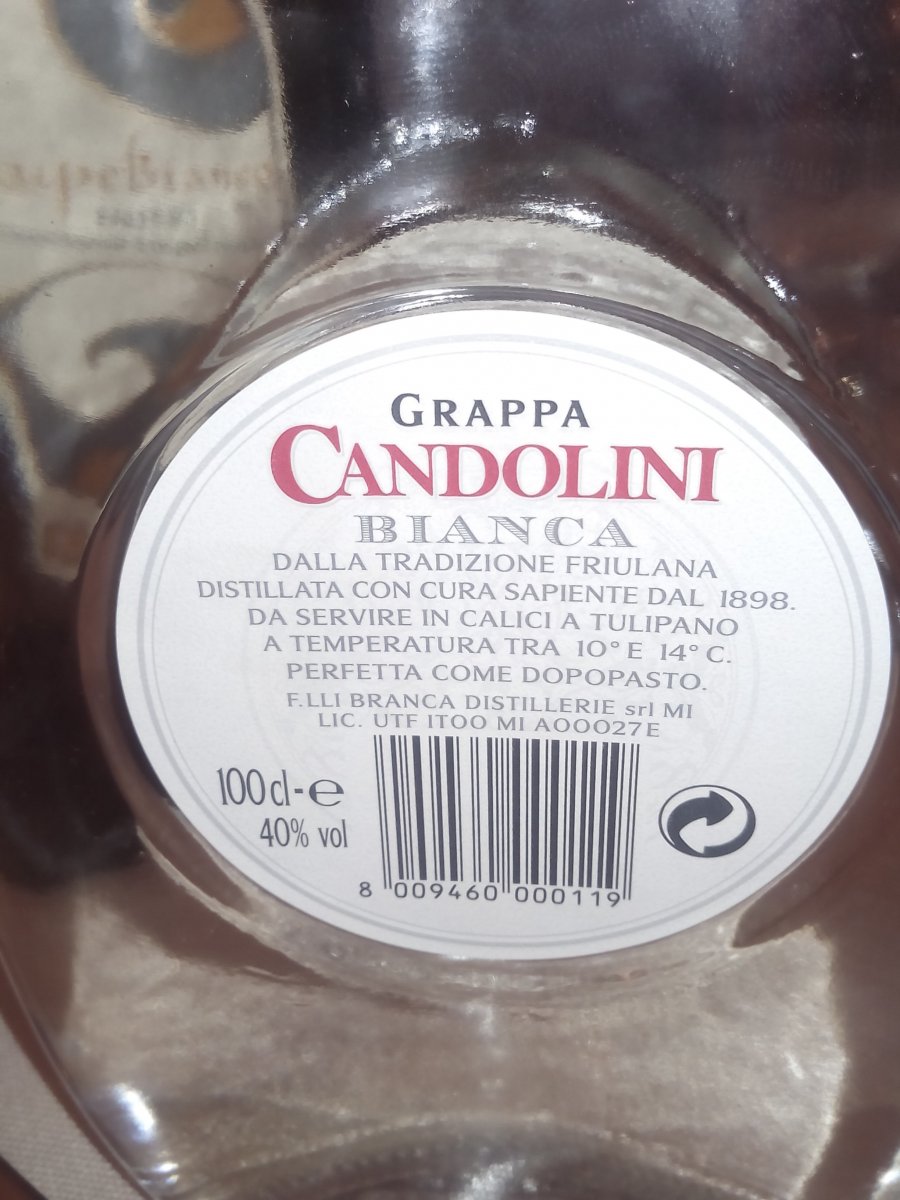 GRAPPA
CANDOLINI
BIANCA
DALLA TRADIZIONE FRIULANA
DISTILLATA CON CURA SAPIENTE DAL 1898.
DA SERVIRE IN CALICI A TULIPANO
A TEMPERATURA TRA 10° E 14° C.
PERFETTA COME DOPOPASTO.
F.LLI BRANCA DISTILLERIE srl MI
LIC. UTF IT00 MI A00027E
100 cl - e
40% vol
8 009460 000119